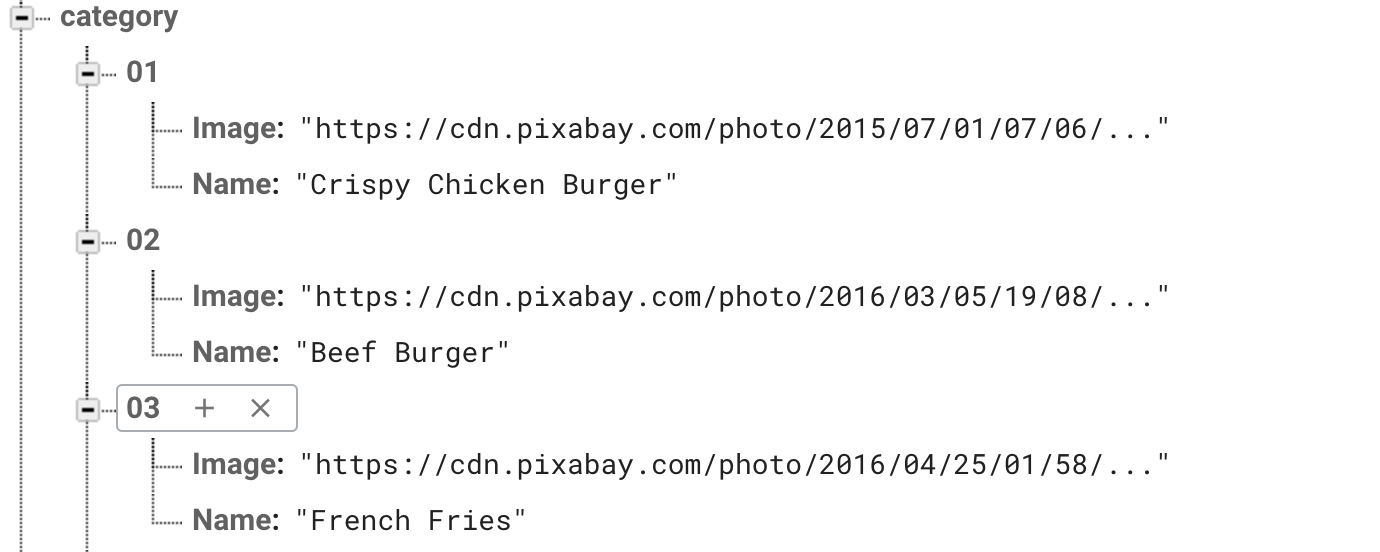 category
01
Image: "https://cdn.pixabay.com/photo/2015/07/01/07/06/..."
Name: "Crispy Chicken Burger"
02
Image: "https://cdn.pixabay.com/photo/2016/03/05/19/08/..."
Name: "Beef Burger"
03
Image: "https://cdn.pixabay.com/photo/2016/04/25/01/58/..."
Name: "French Fries"